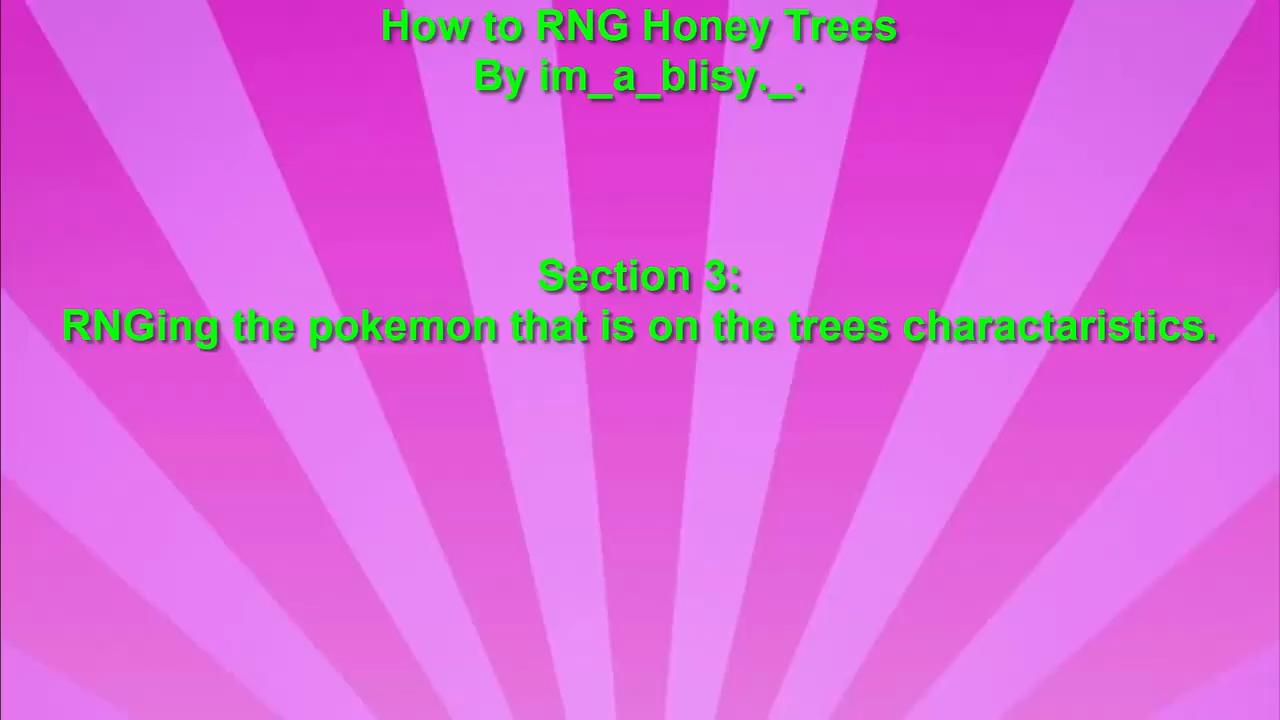 How to RNG Honey Trees
By im_a_blisy._.
Section 3:
RNGing the pokemon that is on the trees charactaristics.